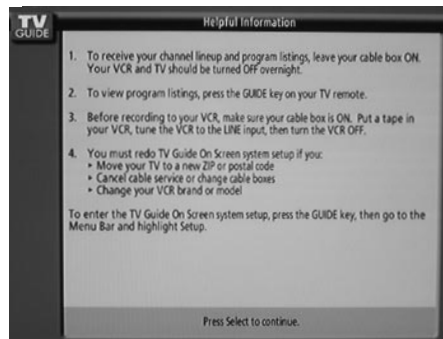 TV
GUIDE
Helpful Information
1. To receive your channel lineup and program listings, leave your cable box ON.
Your VCR and TV should be turned OFF overnight.
2. To view program listings, press the GUIDE key on your TV remote.
3. Before recording to your VCR, make sure your cable box is ON. Put a tape in
your VCR, tune the VCR to the LINE input, then turn the VCR OFF.
4. You must redo TV Guide On Screen system setup if you:
▸ Move your TV to a new ZIP or postal code
▸ Cancel cable service or change cable boxes
▸ Change your VCR brand or model
To enter the TV Guide On Screen system setup, press the GUIDE key, then go to the
Menu Bar and highlight Setup.
Press Select to continue.